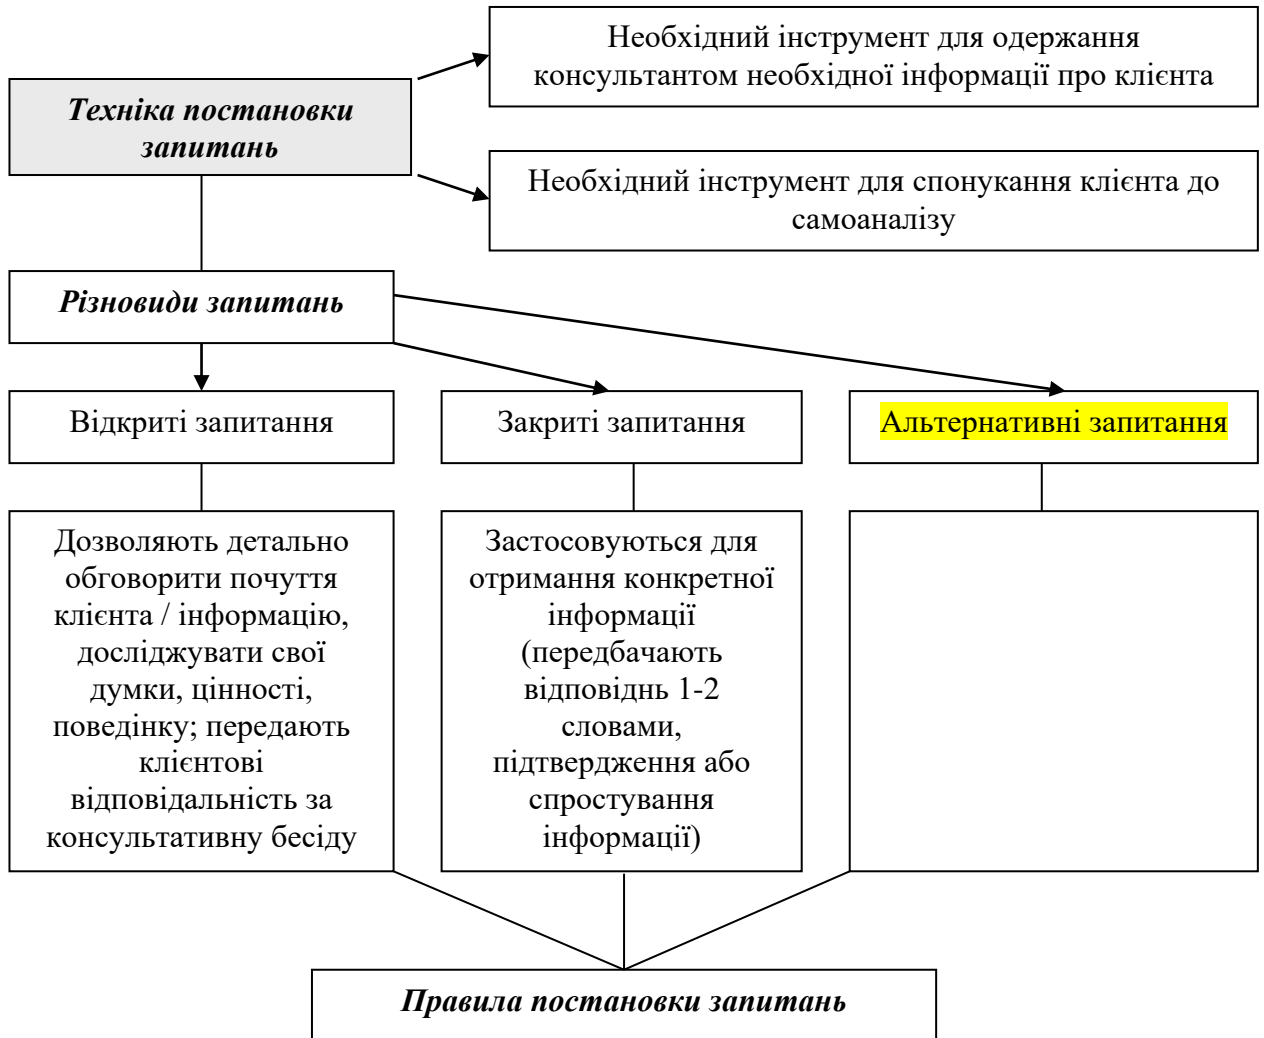 Необхідний інструмент для одержання
консультантом необхідної інформації про клієнта
Техніка постановки
запитань
Необхідний інструмент для спонукання клієнта до
самоаналізу
Різновиди запитань
Відкриті запитання
Закриті запитання
Альтернативні запитання
Дозволяють детально
обговорити почуття
клієнта / інформацію,
досліджувати свої
думки, цінності,
поведінку; передають
клієнтові
відповідальність за
консультативну бесіду
Застосовуються для
отримання конкретної
інформації
(передбачають
відповіднь 1-2
словами,
підтвердження або
спростування
інформації)
Правила постановки запитань